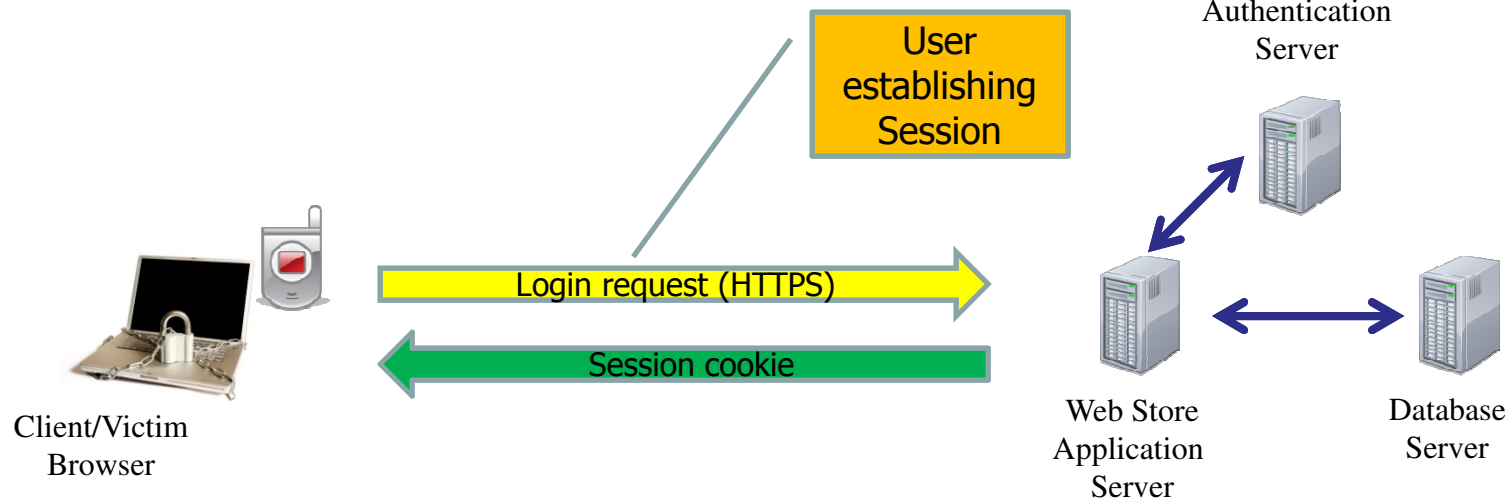 Authentication
Server
User
establishing
Session
Login request (HTTPS)
Session cookie
Client/Victim
Browser
Web Store
Application
Server
Database
Server